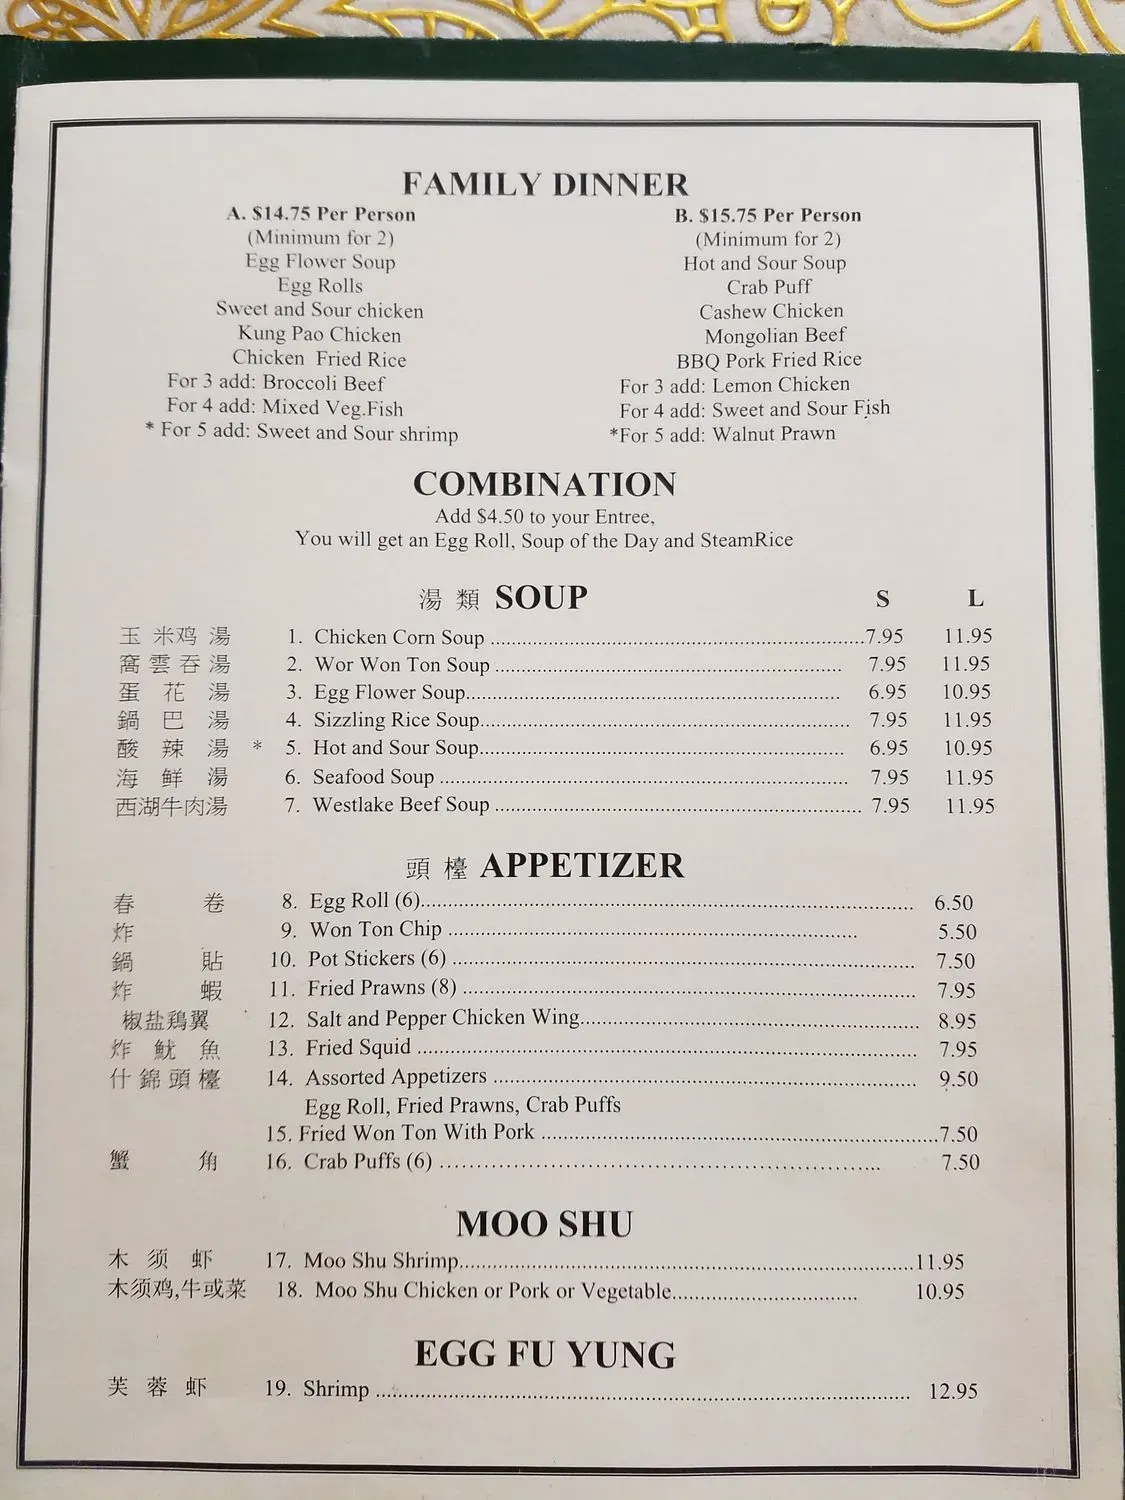 FAMILY DINNER
A. $14.75 Per Person
(Minimum for 2)
Egg Flower Soup
Egg Rolls
Sweet and Sour chicken
Kung Pao Chicken
Chicken Fried Rice
For 3 add: Broccoli Beef
For 4 add: Mixed Veg.Fish
* For 5 add: Sweet and Sour shrimp
B. $15.75 Per Person
(Minimum for 2)
Hot and Sour Soup
Crab Puff
Cashew Chicken
Mongolian Beef
BBQ Pork Fried Rice
For 3 add: Lemon Chicken
For 4 add: Sweet and Sour Fish
*For 5 add: Walnut Prawn
COMBINATION
Add $4.50 to your Entree,
You will get an Egg Roll, Soup of the Day and SteamRice
湯 類 SOUP S L
玉 米鸡 湯 1. Chicken Corn Soup ........ 7.95 11.95
窩 雲 吞 湯 2. Wor Won Ton Soup ........ 7.95 11.95
蛋 花 湯 3. Egg Flower Soup........ 6.95 10.95
鍋 巴 湯 4. Sizzling Rice Soup........ 7.95 11.95
酸 辣 湯 * 5. Hot and Sour Soup........ 6.95 10.95
海 鮮 湯 6. Seafood Soup ........ 7.95 11.95
西湖牛肉湯 7. Westlake Beef Soup ........ 7.95 11.95
頭 檯 APPETIZER
春 卷 8. Egg Roll (6)........ 6.50
炸 9. Won Ton Chip ........ 5.50
鍋 貼 10. Pot Stickers (6) ........ 7.50
炸 蝦 11. Fried Prawns (8) ........ 7.95
椒盐鶏翼 12. Salt and Pepper Chicken Wing........ 8.95
炸 魷 魚 13. Fried Squid ........ 7.95
什 錦 頭 檯 14. Assorted Appetizers ........ 9.50
Egg Roll, Fried Prawns, Crab Puffs
15. Fried Won Ton With Pork ........ 7.50
蟹 角 16. Crab Puffs (6) ........ 7.50
MOO SHU
木 须 虾 17. Moo Shu Shrimp........ 11.95
木须鸡,牛或菜 18. Moo Shu Chicken or Pork or Vegetable........ 10.95
EGG FU YUNG
芙 蓉 虾 19. Shrimp ........ 12.95